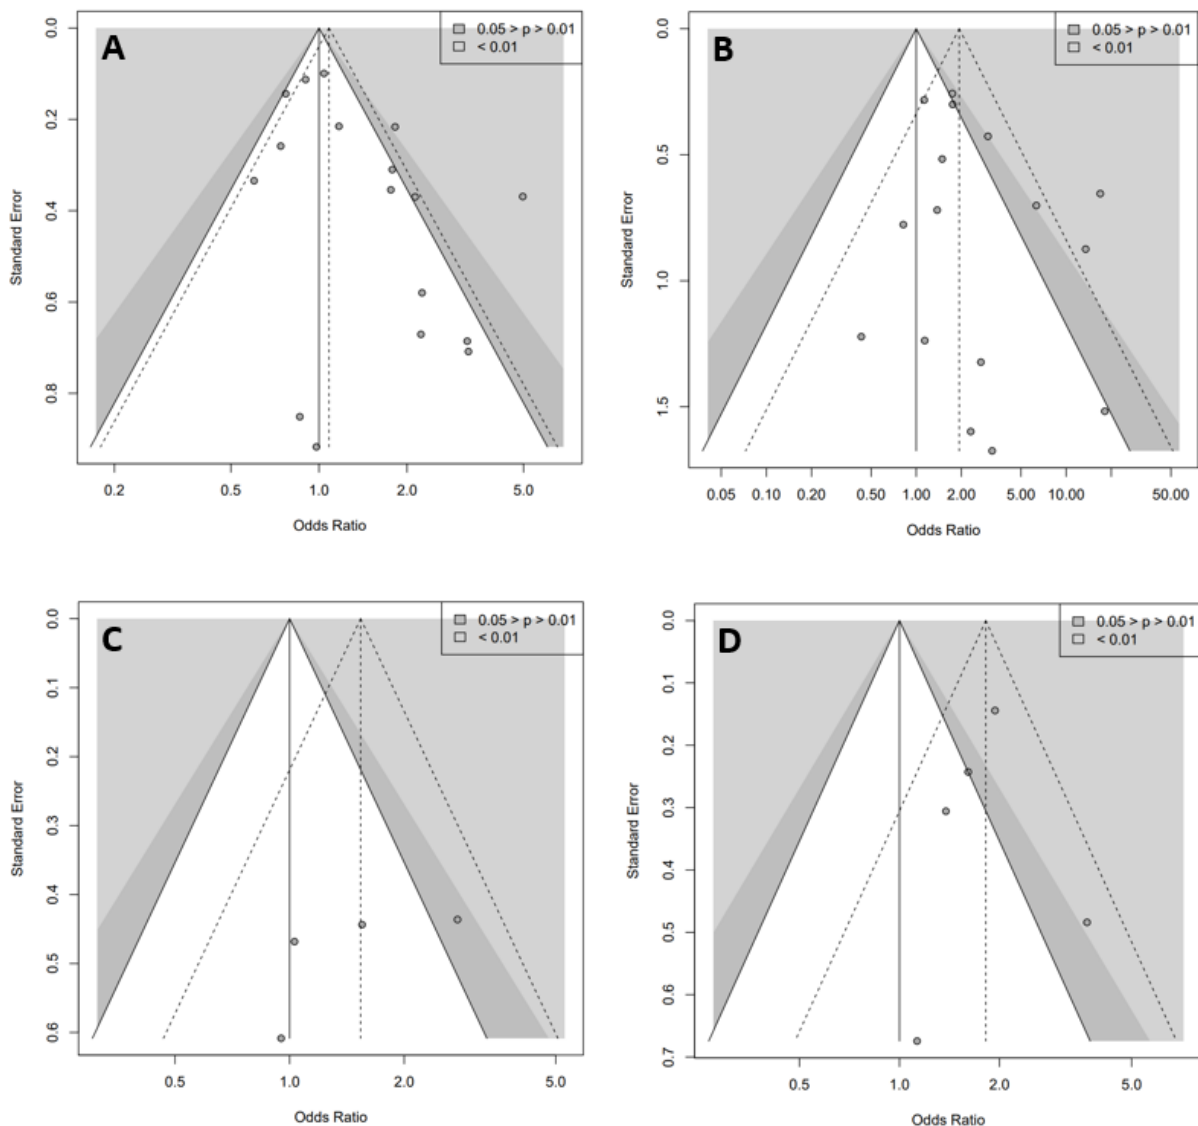 A
0.05 > p > 0.01
< 0.01
0.0
0.2
0.4
0.6
0.8
Standard Error
0.2 0.5 1.0 2.0 5.0
Odds Ratio
B
0.05 > p > 0.01
< 0.01
0.0
0.5
1.0
1.5
Standard Error
0.05 0.10 0.20 0.50 1.00 2.00 5.00 10.00 50.00
Odds Ratio
C
0.05 > p > 0.01
< 0.01
0.0
0.1
0.2
0.3
0.4
0.5
0.6
Standard Error
0.5 1.0 2.0 5.0
Odds Ratio
D
0.05 > p > 0.01
< 0.01
0.0
0.1
0.2
0.3
0.4
0.5
0.6
0.7
Standard Error
0.5 1.0 2.0 5.0
Odds Ratio